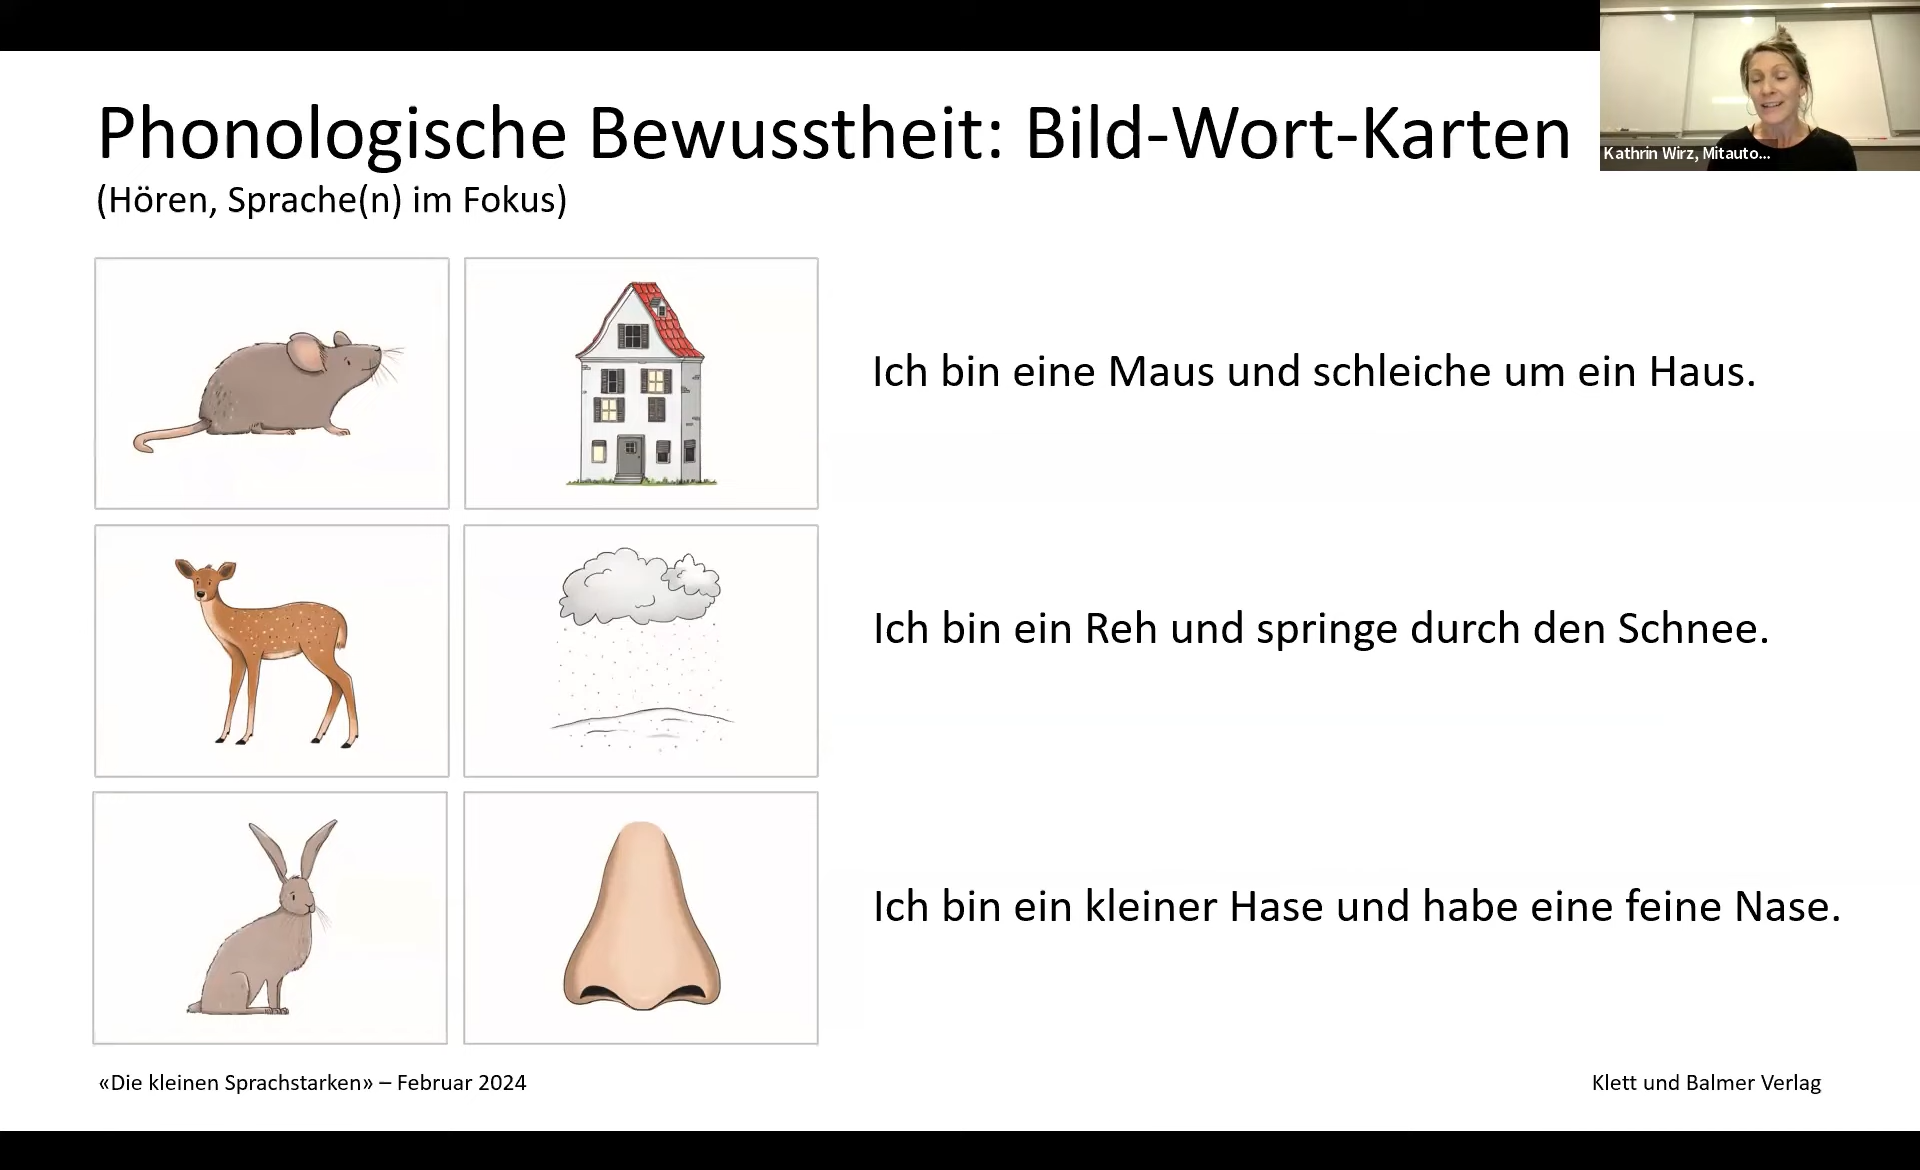 Phonologische Bewusstheit: Bild-Wort-Karten
(Hören, Sprache(n) im Fokus)
Kathrin Wirz, Mitauto...
Ich bin eine Maus und schleiche um ein Haus.
Ich bin ein Reh und springe durch den Schnee.
Ich bin ein kleiner Hase und habe eine feine Nase.
«Die kleinen Sprachstarken» – Februar 2024
Klett und Balmer Verlag